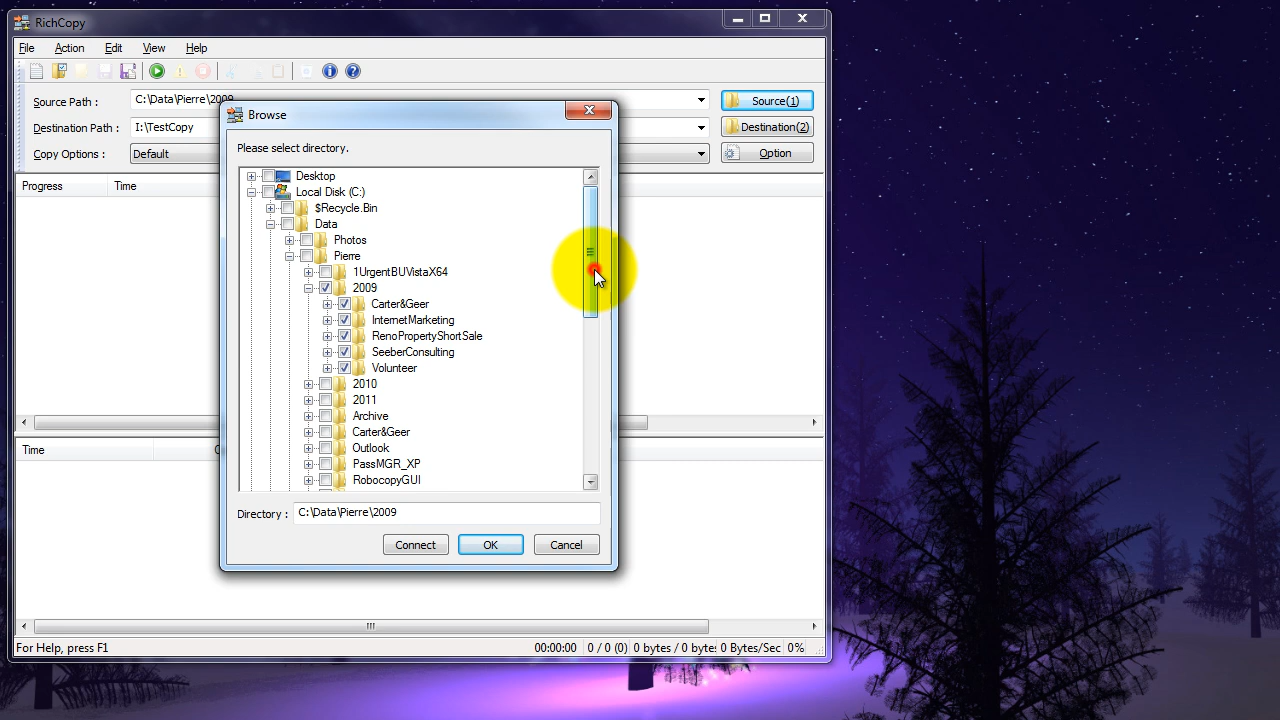 RichCopy
File Action Edit View Help
Source Path : C:\Data\Pierre\2009 Source(1)
Destination Path : I:\TestCopy Destination(2)
Copy Options : Default Option
Progress Time
Browse
Please select directory.
Desktop
Local Disk (C:)
$Recycle.Bin
Data
Photos
Pierre
1UrgentBUVistaX64
2009
Carter&Geer
InternetMarketing
RenoPropertyShortSale
SeeberConsulting
Volunteer
2010
2011
Archive
Carter&Geer
Outlook
PassMGR_XP
RobocopyGUI
Directory : C:\Data\Pierre\2009
Connect OK Cancel
Time
For Help, press F1 00:00:00 0 / 0 (0) 0 bytes / 0 byte 0 Bytes/Sec 0%